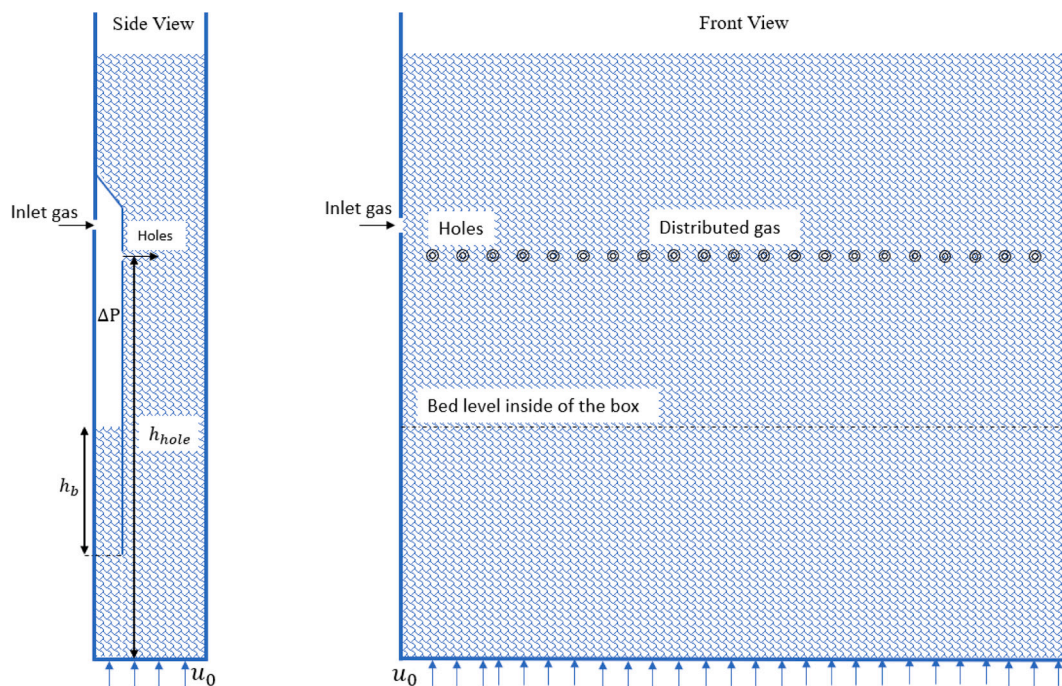 Side View
Inlet gas
Holes
ΔP
h_hole
h_b
u_0
Front View
Inlet gas
Holes
Distributed gas
Bed level inside of the box
u_0